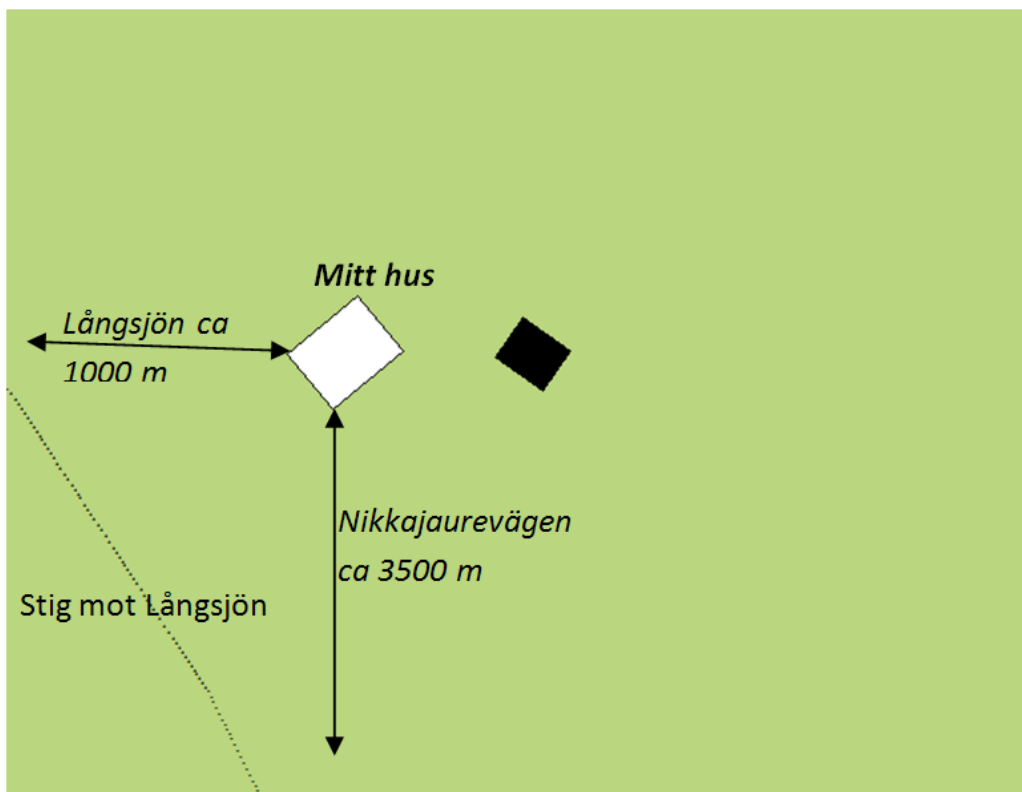 Mitt hus
Långsjön ca
1000 m
Nikkajaurevägen
ca 3500 m
Stig mot Långsjön